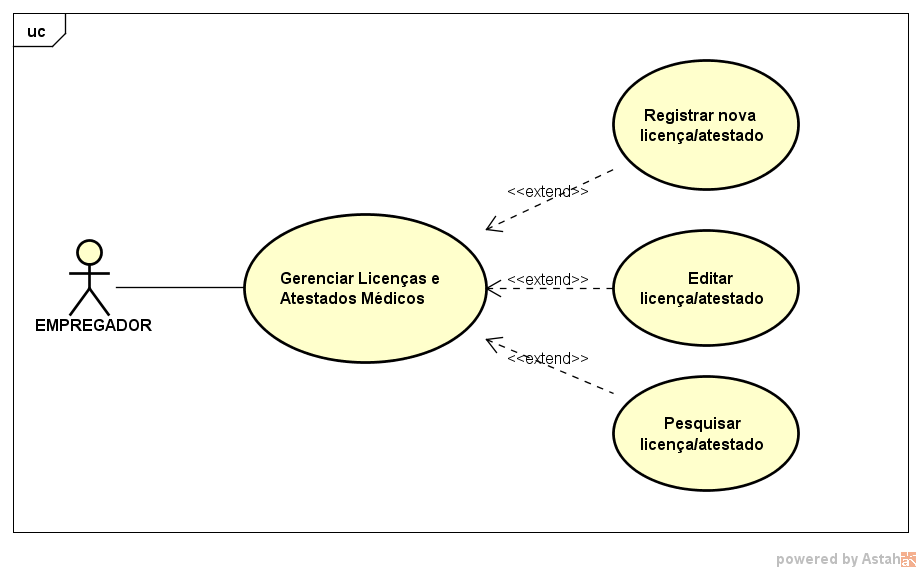 uc
Registrar nova
licença/atestado
<<extend>>
Gerenciar Licenças e
Atestados Médicos
<<extend>>
Editar
licença/atestado
EMPREGADOR
<<extend>>
Pesquisar
licença/atestado
powered by Astah